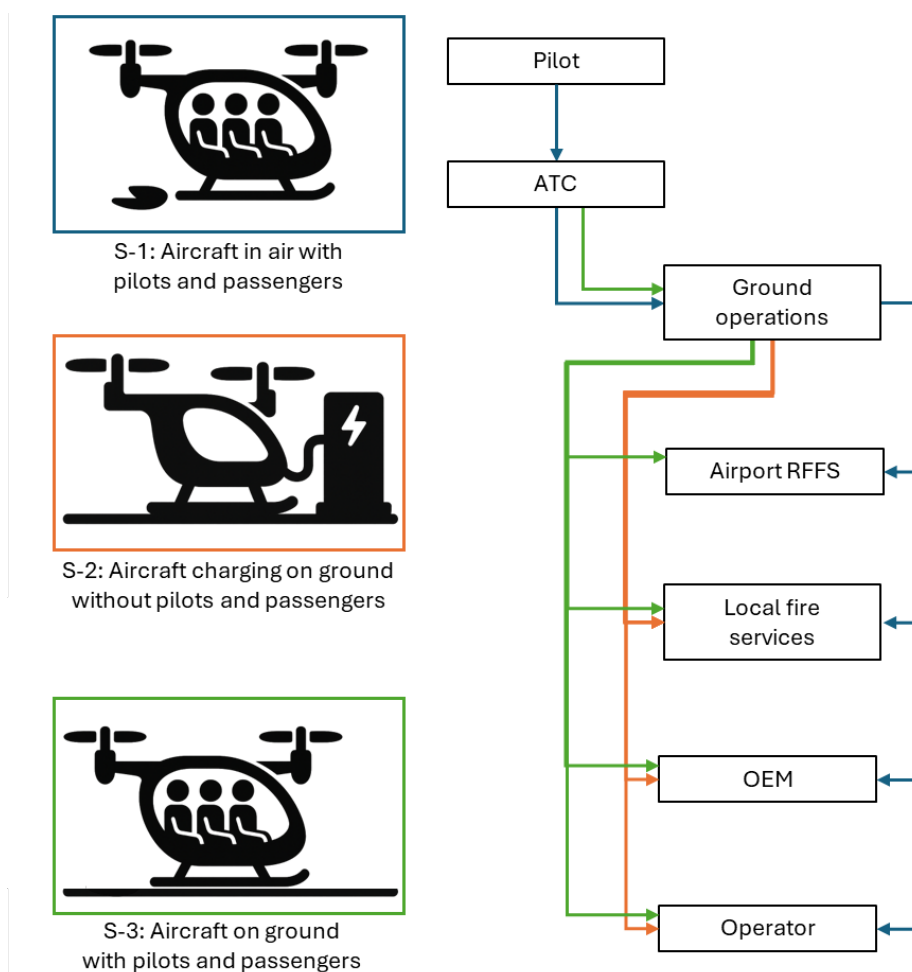 S-1: Aircraft in air with
pilots and passengers
S-2: Aircraft charging on ground
without pilots and passengers
S-3: Aircraft on ground
with pilots and passengers
Pilot
ATC
Ground
operations
Airport RFFS
Local fire
services
OEM
Operator